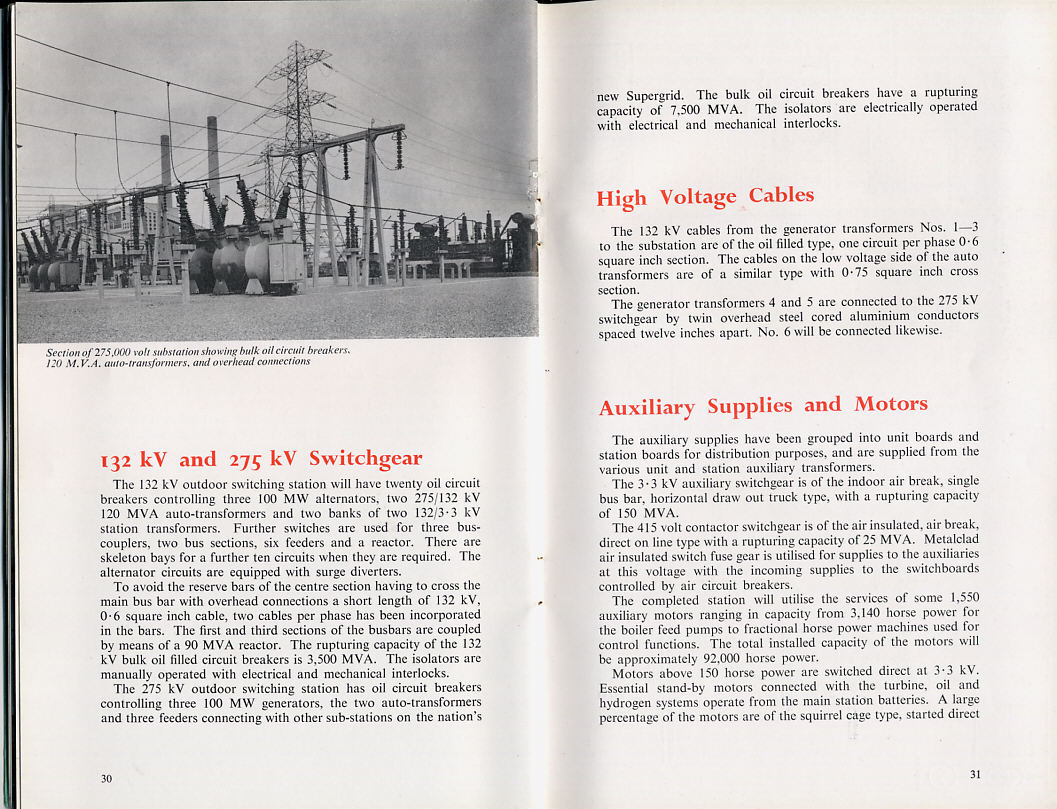 Section of 275,000 volt substation showing bulk oil circuit breakers,
120 M.V.A. auto-transformers, and overhead connections
132 kV and 275 kV Switchgear
The 132 kV outdoor switching station will have twenty oil circuit
breakers controlling three 100 MW alternators, two 275/132 kV
120 MVA auto-transformers and two banks of two 132/3·3 kV
station transformers. Further switches are used for three bus-
couplers, two bus sections, six feeders and a reactor. There are
skeleton bays for a further ten circuits when they are required. The
alternator circuits are equipped with surge diverters.
To avoid the reserve bars of the centre section having to cross the
main bus bar with overhead connections a short length of 132 kV,
0·6 square inch cable, two cables per phase has been incorporated
in the bars. The first and third sections of the busbars are coupled
by means of a 90 MVA reactor. The rupturing capacity of the 132
kV bulk oil filled circuit breakers is 3,500 MVA. The isolators are
manually operated with electrical and mechanical interlocks.
The 275 kV outdoor switching station has oil circuit breakers
controlling three 100 MW generators, the two auto-transformers
and three feeders connecting with other sub-stations on the nation's
30
new Supergrid. The bulk oil circuit breakers have a rupturing
capacity of 7,500 MVA. The isolators are electrically operated
with electrical and mechanical interlocks.
High Voltage Cables
The 132 kV cables from the generator transformers Nos. 1—3
to the substation are of the oil filled type, one circuit per phase 0·6
square inch section. The cables on the low voltage side of the auto
transformers are of a similar type with 0·75 square inch cross
section.
The generator transformers 4 and 5 are connected to the 275 kV
switchgear by twin overhead steel cored aluminium conductors
spaced twelve inches apart. No. 6 will be connected likewise.
Auxiliary Supplies and Motors
The auxiliary supplies have been grouped into unit boards and
station boards for distribution purposes, and are supplied from the
various unit and station auxiliary transformers.
The 3·3 kV auxiliary switchgear is of the indoor air break, single
bus bar, horizontal draw out truck type, with a rupturing capacity
of 150 MVA.
The 415 volt contactor switchgear is of the air insulated, air break,
direct on line type with a rupturing capacity of 25 MVA. Metalclad
air insulated switch fuse gear is utilised for supplies to the auxiliaries
at this voltage with the incoming supplies to the switchboards
controlled by air circuit breakers.
The completed station will utilise the services of some 1,550
auxiliary motors ranging in capacity from 3,140 horse power for
the boiler feed pumps to fractional horse power machines used for
control functions. The total installed capacity of the motors will
be approximately 92,000 horse power.
Motors above 150 horse power are switched direct at 3·3 kV.
Essential stand-by motors connected with the turbine, oil and
hydrogen systems operate from the main station batteries. A large
percentage of the motors are of the squirrel cage type, started direct
31